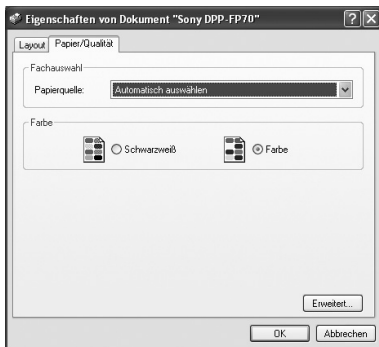 Eigenschaften von Dokument "Sony DPP-FP70"
Layout Papier/Qualität
Fachauswahl
Papierquelle: Automatisch auswählen
Farbe
Schwarzweiß Farbe
Erweitert...
OK Abbrechen